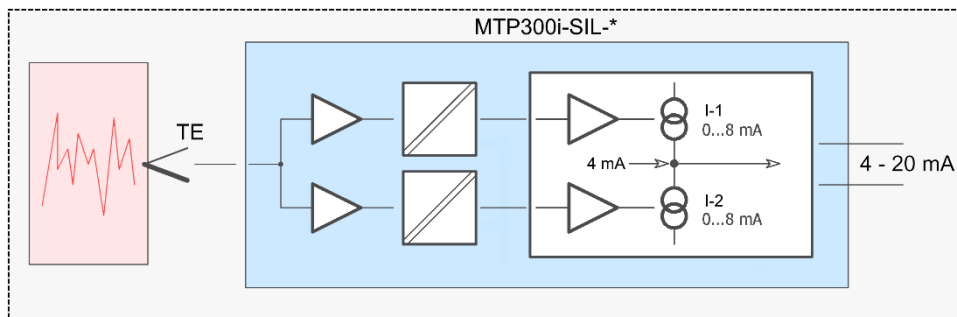 MTP300i-SIL-*
TE
I-1
0...8 mA
4 mA
4 - 20 mA
I-2
0...8 mA